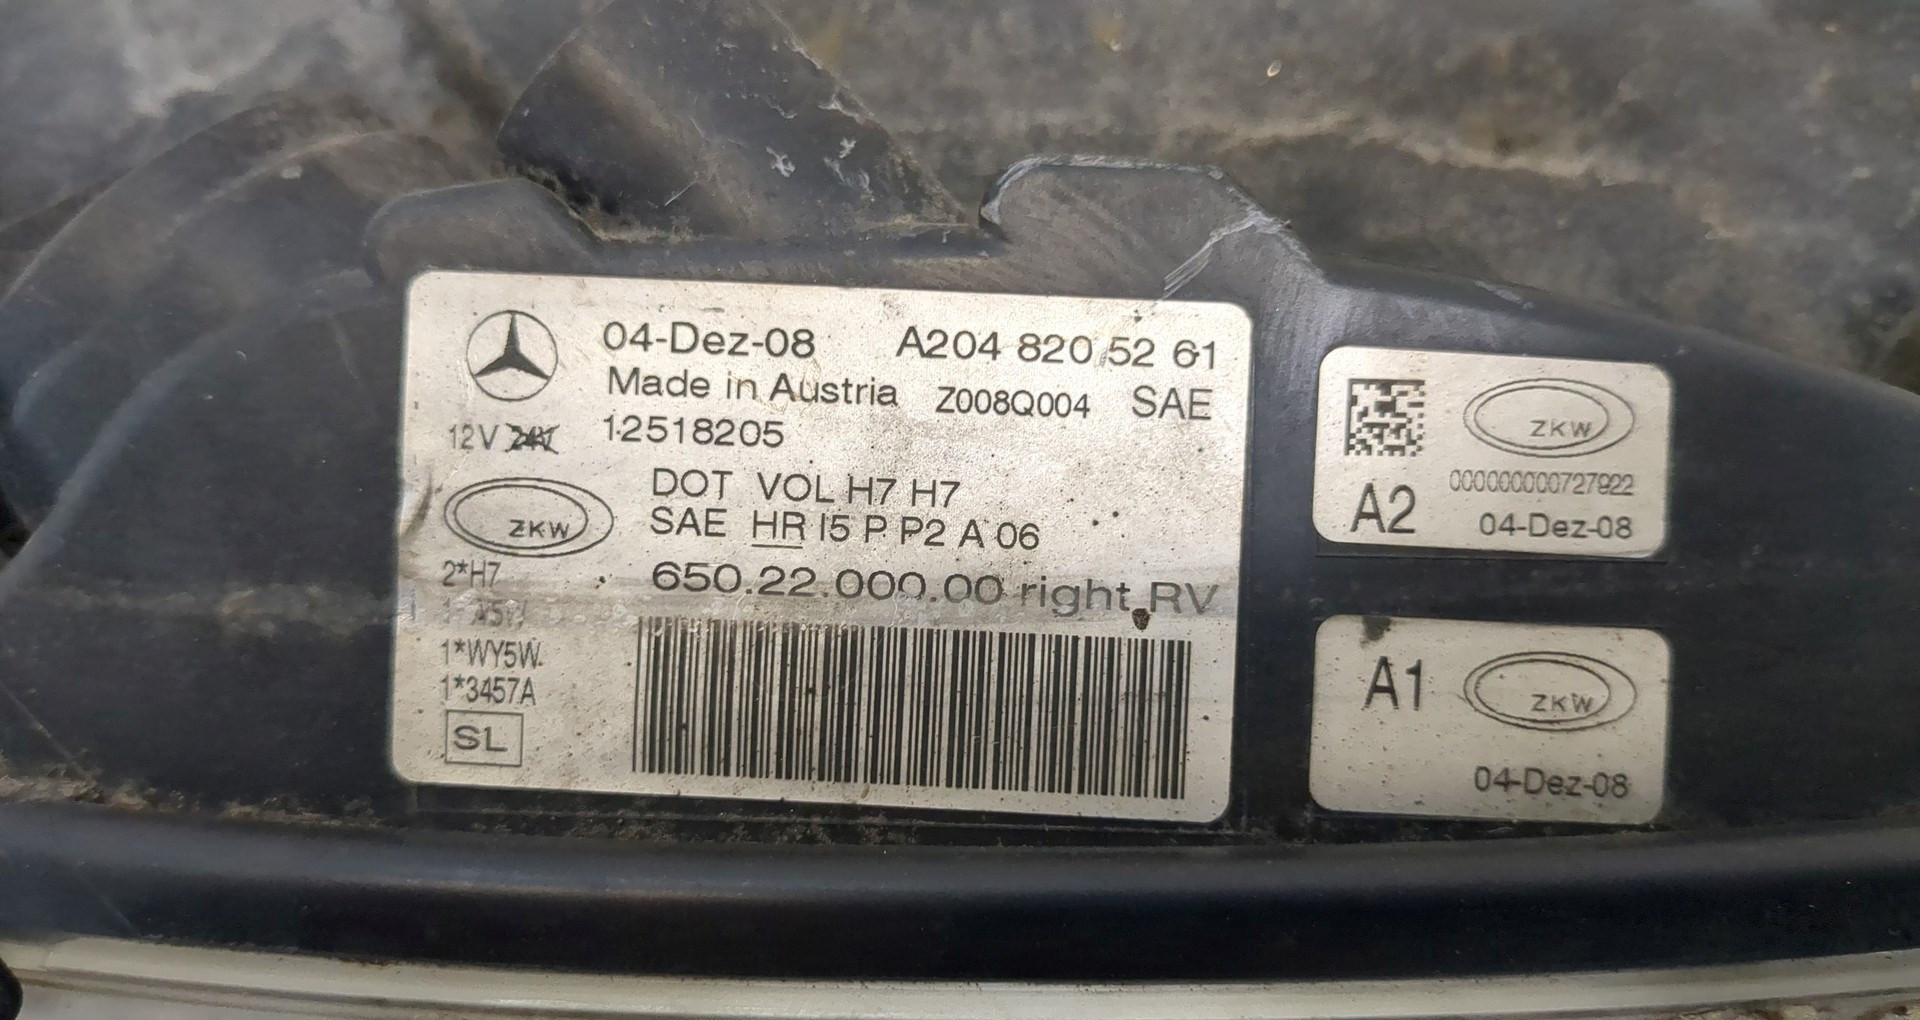 04-Dez-08 A204 820 52 61
Made in Austria Z008Q004 SAE
12V 24V 12518205
DOT VOL H7 H7
ZKW SAE HR I5 P P2 A 06
2*H7 650.22.000.00 right RV
1*WY5W
1*3457A
SL
ZKW
000000000727922
A2 04-Dez-08
A1 ZKW
04-Dez-08